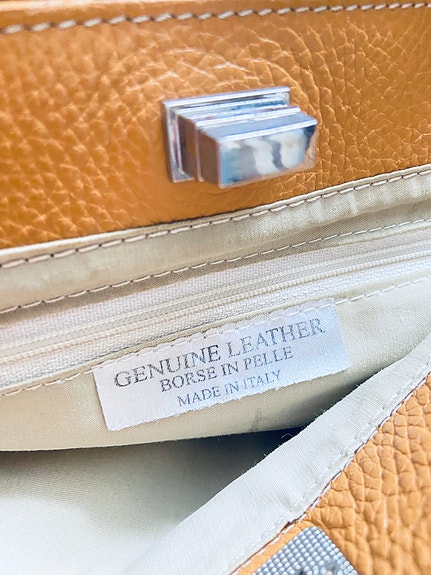 GENUINE LEATHER
BORSE IN PELLE
MADE IN ITALY